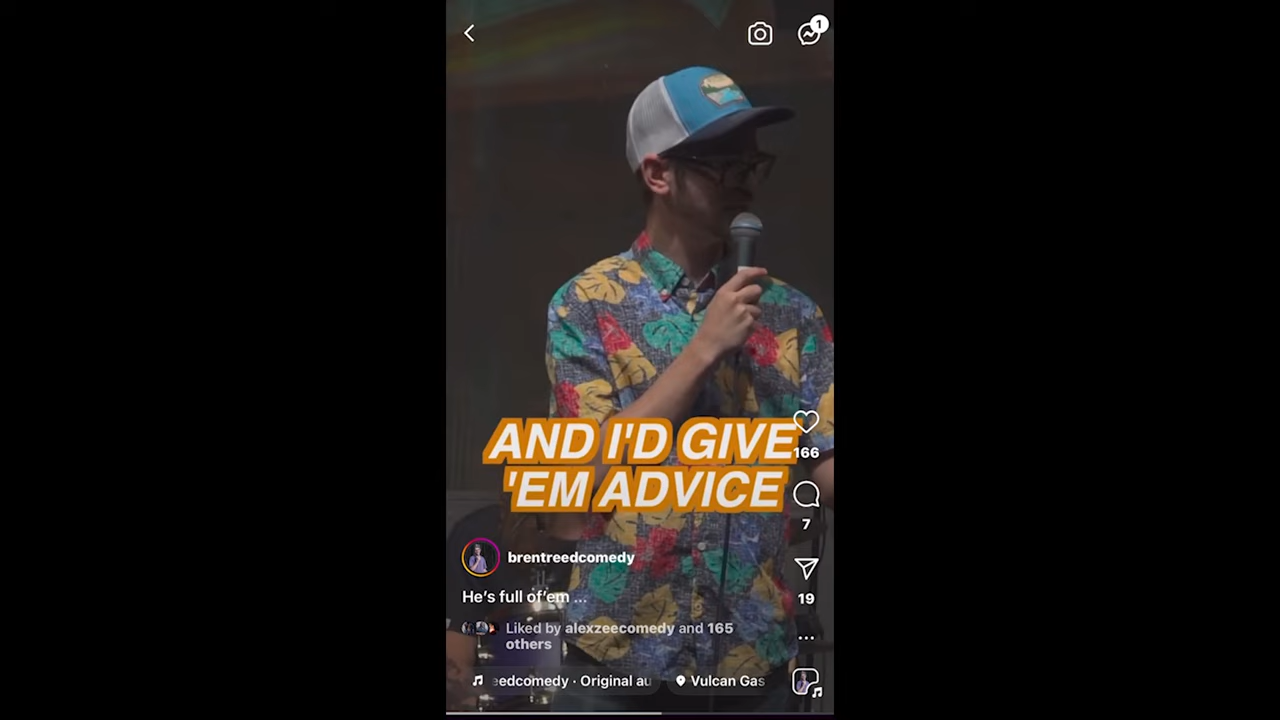 1
AND I'D GIVE
'EM ADVICE
166
7
19
brentreedcomedy
He's full of'em ...
Liked by alexzeecomedy and 165
others
eedcomedy · Original au
Vulcan Gas